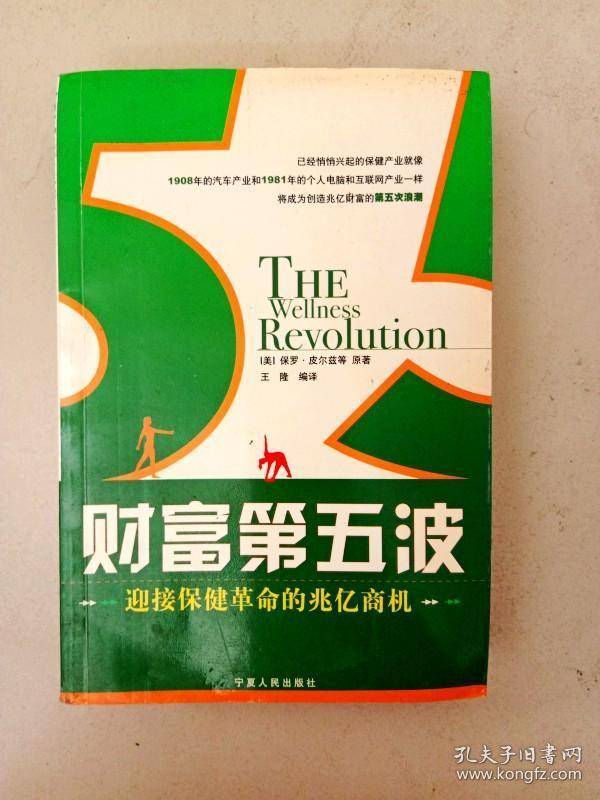 5
已经悄悄兴起的保健产业就像
1908年的汽车产业和1981年的个人电脑和互联网产业一样
将成为创造兆亿财富的第五次浪潮
THE
Wellness
Revolution
[美] 保罗·皮尔兹等 原著
王 隆 编译
财富第五波
迎接保健革命的兆亿商机
宁夏人民出版社
孔夫子旧书网
www.kongfz.com